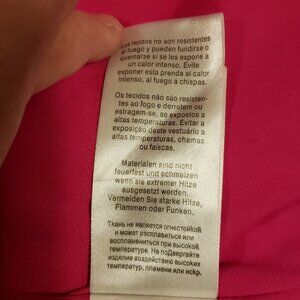 Los tejidos no son resistentes
al fuego y pueden fundirse o
quemarse si se les expone a
un calor intenso. Evite
exponer esta prenda al calor
intenso, al fuego a chispas.
Os tecidos não são resisten-
tes ao fogo e derretem ou
estragem-se, se expostos a
altas temperaturas. Evitar a
exposição deste vestuário a
altas temperaturas, chamas
ou faíscas.
Materialen sind nicht
feuerfest und schmelzen
wenn sie extremer Hitze
ausgesetzt werden.
Vermeiden Sie starke Hitze,
Flammen oder Funken.
Ткань не является огнастойкой
и может расплавиться или
воспламениться при высокой
температуре. Не подвергайте
изделие воздействию высоких
температур, пламени или искр.